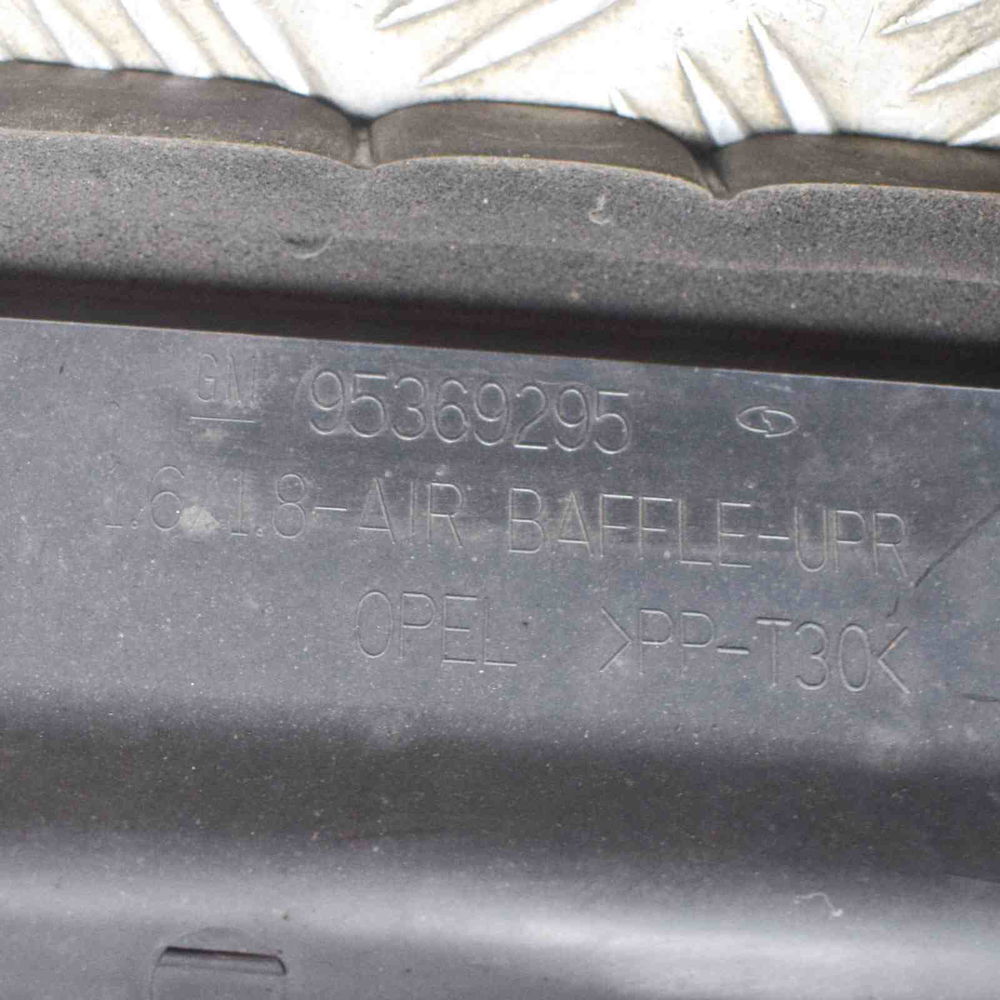 GM 95369295
1.6 1.8-AIR BAFFLE-UPR
OPEL >PP-T30<